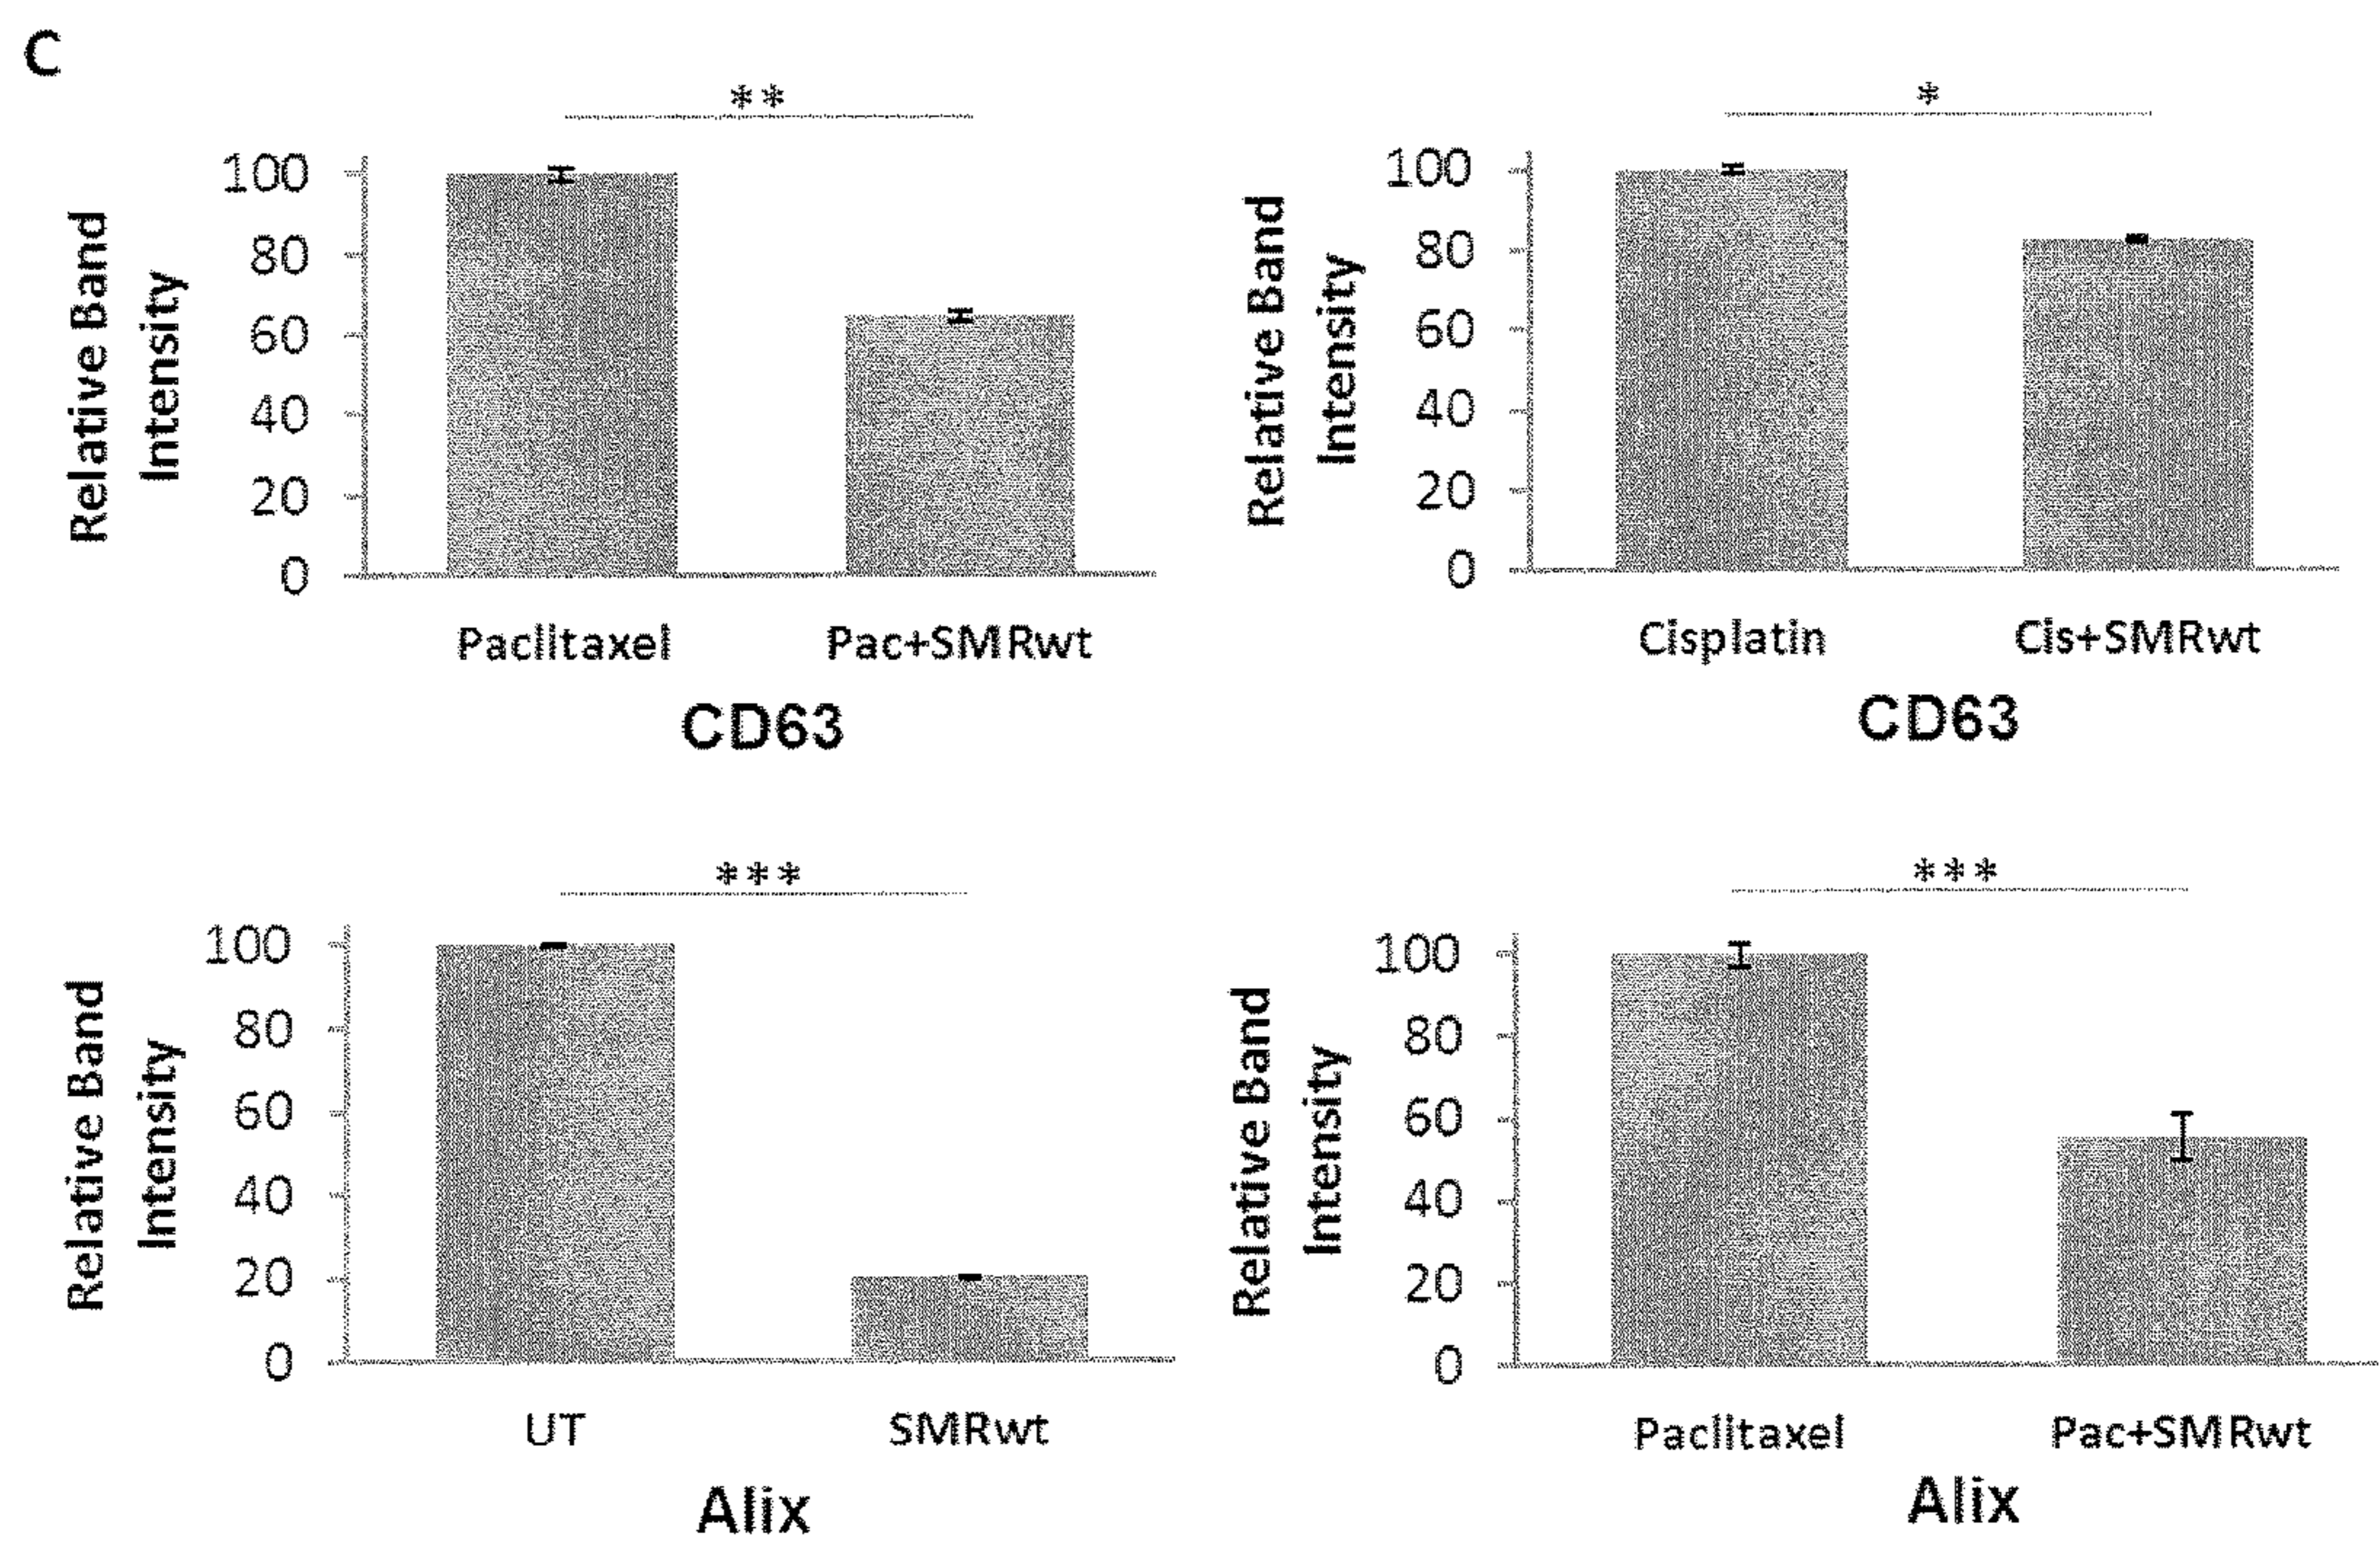 C
**
100
80
60
40
20
0
Relative Band
Intensity
Paclitaxel Pac+SMRwt
CD63
*
100
80
60
40
20
0
Relative Band
Intensity
Cisplatin Cis+SMRwt
CD63
***
100
80
60
40
20
0
Relative Band
Intensity
UT SMRwt
Alix
***
100
80
60
40
20
0
Relative Band
Intensity
Paclitaxel Pac+SMRwt
Alix